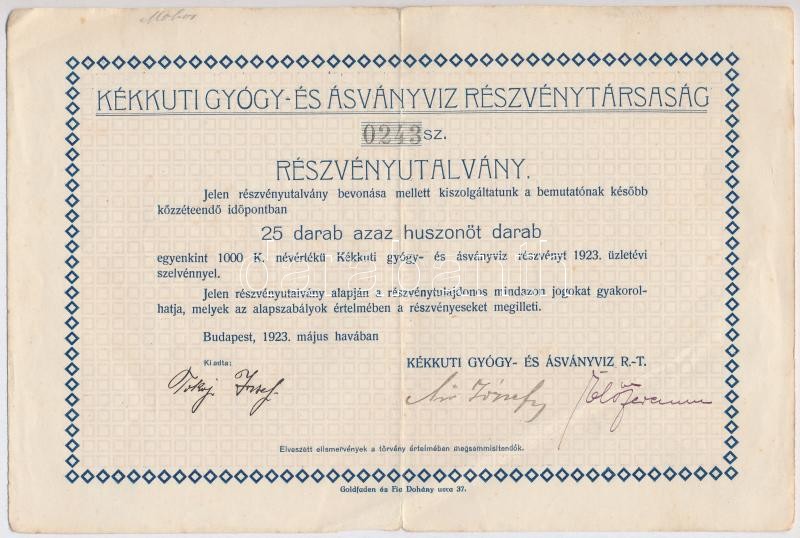 KÉKKUTI GYÓGY- ÉS ÁSVÁNYVIZ RÉSZVÉNYTÁRSASÁG
0243 SZ.
RÉSZVÉNYUTALVÁNY.
Jelen részvényutalvány bevonása mellett kiszolgáltatunk a bemutatónak később
közzéteendő időpontban
25 darab azaz huszonöt darab
egyenkint 1000 K. névértékü Kékkuti gyógy- és ásványviz részvényt 1923. üzletévi
szelvénnyel.
Jelen részvényutalvány alapján a részvénytulajdonos mindazon jogokat gyakorol-
hatja, melyek az alapszabályok értelmében a részvényeseket megilleti.
Budapest, 1923. május havában
Kiadta:
KÉKKUTI GYÓGY- ÉS ÁSVÁNYVIZ R.-T.
Elveszett elismervények a törvény értelmében megsemmisitendők.
Goldfaden és Fia Dohány ucca 37.
darabanth